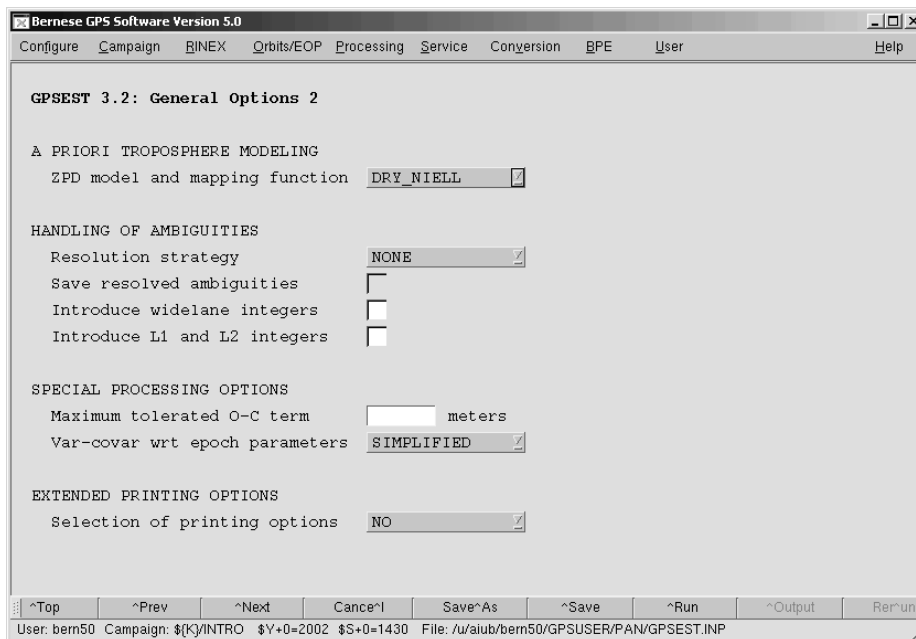 Bernese GPS Software Version 5.0
Configure Campaign RINEX Orbits/EOP Processing Service Conversion BPE User Help
GPSEST 3.2: General Options 2
A PRIORI TROPOSPHERE MODELING
ZPD model and mapping function DRY_NIELL
HANDLING OF AMBIGUITIES
Resolution strategy NONE
Save resolved ambiguities
Introduce widelane integers
Introduce L1 and L2 integers
SPECIAL PROCESSING OPTIONS
Maximum tolerated O-C term meters
Var-covar wrt epoch parameters SIMPLIFIED
EXTENDED PRINTING OPTIONS
Selection of printing options NO
^Top ^Prev ^Next Cance^l Save^As ^Save ^Run ^Output Rer^un
User: bern50 Campaign: ${K}/INTRO $Y+0=2002 $S+0=1430 File: /u/aiub/bern50/GPSUSER/PAN/GPSEST.INP